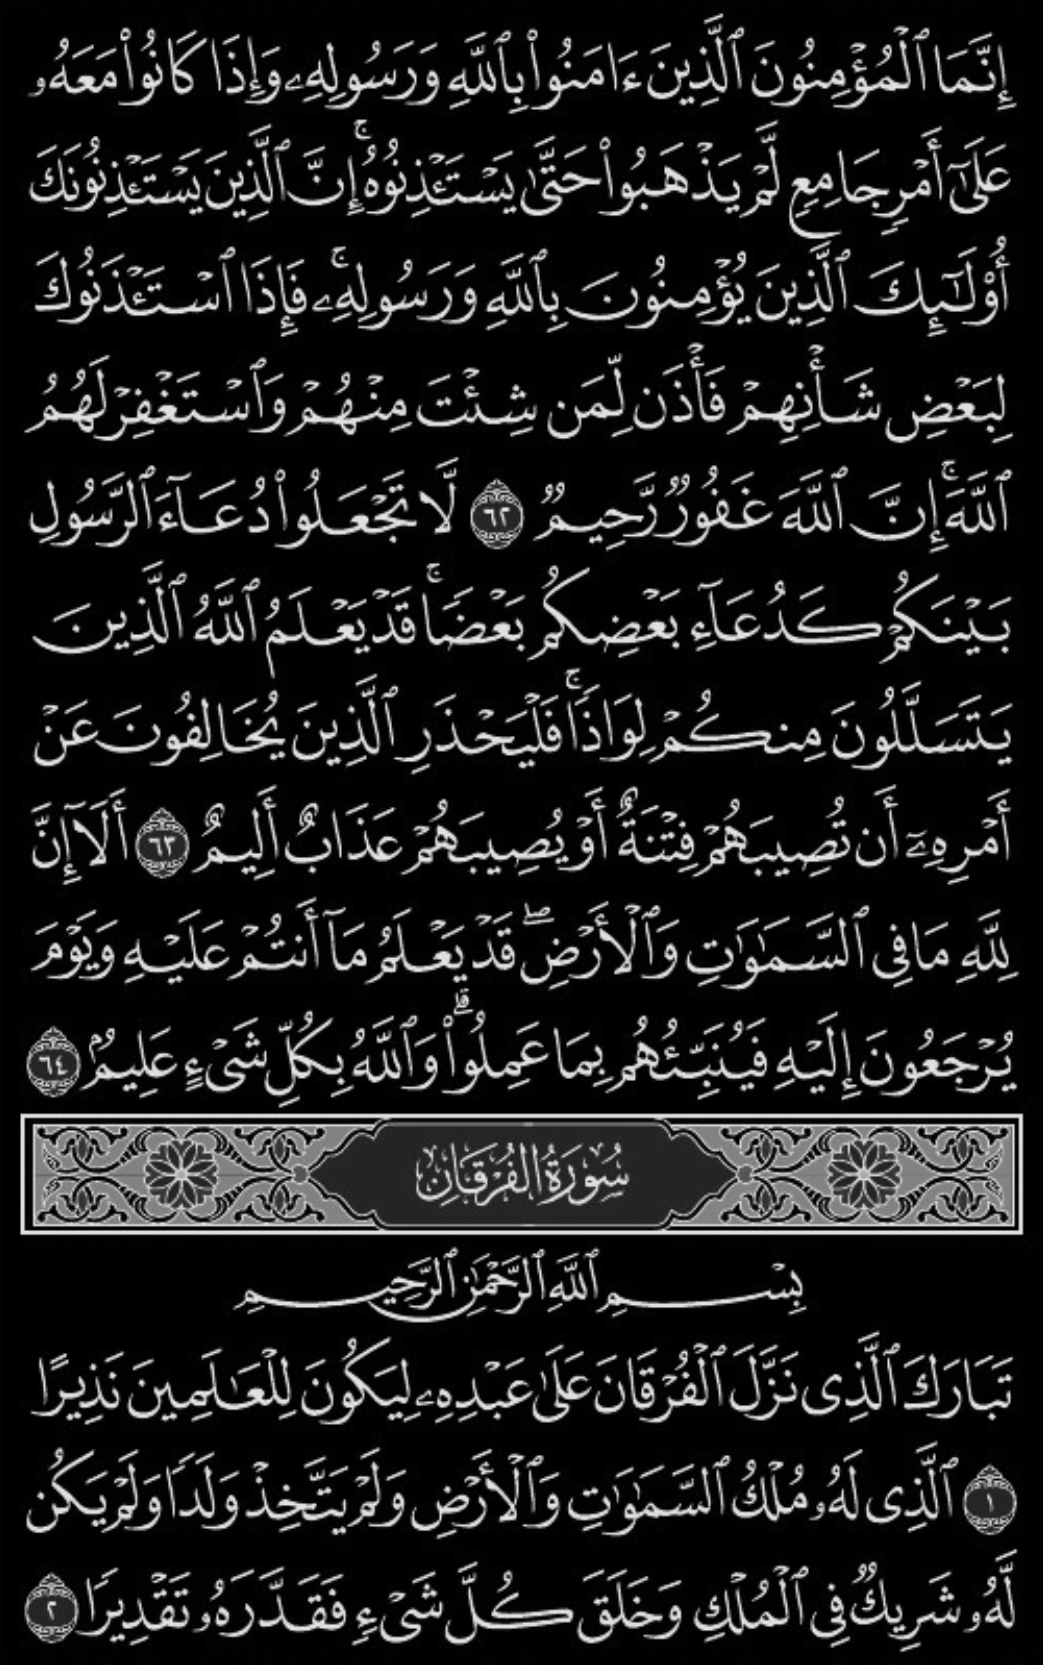 إِنَّمَا ٱلْمُؤْمِنُونَ ٱلَّذِينَ ءَامَنُوا۟ بِٱللَّهِ وَرَسُولِهِۦ وَإِذَا كَانُوا۟ مَعَهُۥ
عَلَىٰٓ أَمْرٍ جَامِعٍ لَّمْ يَذْهَبُوا۟ حَتَّىٰ يَسْتَـْٔذِنُوهُ ۚ إِنَّ ٱلَّذِينَ يَسْتَـْٔذِنُونَكَ
أُو۟لَـٰٓئِكَ ٱلَّذِينَ يُؤْمِنُونَ بِٱللَّهِ وَرَسُولِهِۦ ۚ فَإِذَا ٱسْتَـْٔذَنُوكَ
لِبَعْضِ شَأْنِهِمْ فَأْذَن لِّمَن شِئْتَ مِنْهُمْ وَٱسْتَغْفِرْ لَهُمُ
ٱللَّهَ ۚ إِنَّ ٱللَّهَ غَفُورٌ رَّحِيمٌ ٦٢ لَّا تَجْعَلُوا۟ دُعَآءَ ٱلرَّسُولِ
بَيْنَكُمْ كَدُعَآءِ بَعْضِكُم بَعْضًا ۚ قَدْ يَعْلَمُ ٱللَّهُ ٱلَّذِينَ
يَتَسَلَّلُونَ مِنكُمْ لِوَاذًا ۚ فَلْيَحْذَرِ ٱلَّذِينَ يُخَالِفُونَ عَنْ
أَمْرِهِۦٓ أَن تُصِيبَهُمْ فِتْنَةٌ أَوْ يُصِيبَهُمْ عَذَابٌ أَلِيمٌ ٦٣ أَلَآ إِنَّ
لِلَّهِ مَا فِى ٱلسَّمَـٰوَٰتِ وَٱلْأَرْضِ ۖ قَدْ يَعْلَمُ مَآ أَنتُمْ عَلَيْهِ وَيَوْمَ
يُرْجَعُونَ إِلَيْهِ فَيُنَبِّئُهُم بِمَا عَمِلُوا۟ ۗ وَٱللَّهُ بِكُلِّ شَىْءٍ عَلِيمٌۢ ٦٤
سُورَةُ الفُرْقَانِ
بِسْمِ ٱللَّهِ ٱلرَّحْمَـٰنِ ٱلرَّحِيمِ
تَبَارَكَ ٱلَّذِى نَزَّلَ ٱلْفُرْقَانَ عَلَىٰ عَبْدِهِۦ لِيَكُونَ لِلْعَـٰلَمِينَ نَذِيرًا
١ ٱلَّذِى لَهُۥ مُلْكُ ٱلسَّمَـٰوَٰتِ وَٱلْأَرْضِ وَلَمْ يَتَّخِذْ وَلَدًا وَلَمْ يَكُن
لَّهُۥ شَرِيكٌ فِى ٱلْمُلْكِ وَخَلَقَ كُلَّ شَىْءٍ فَقَدَّرَهُۥ تَقْدِيرًا ٢